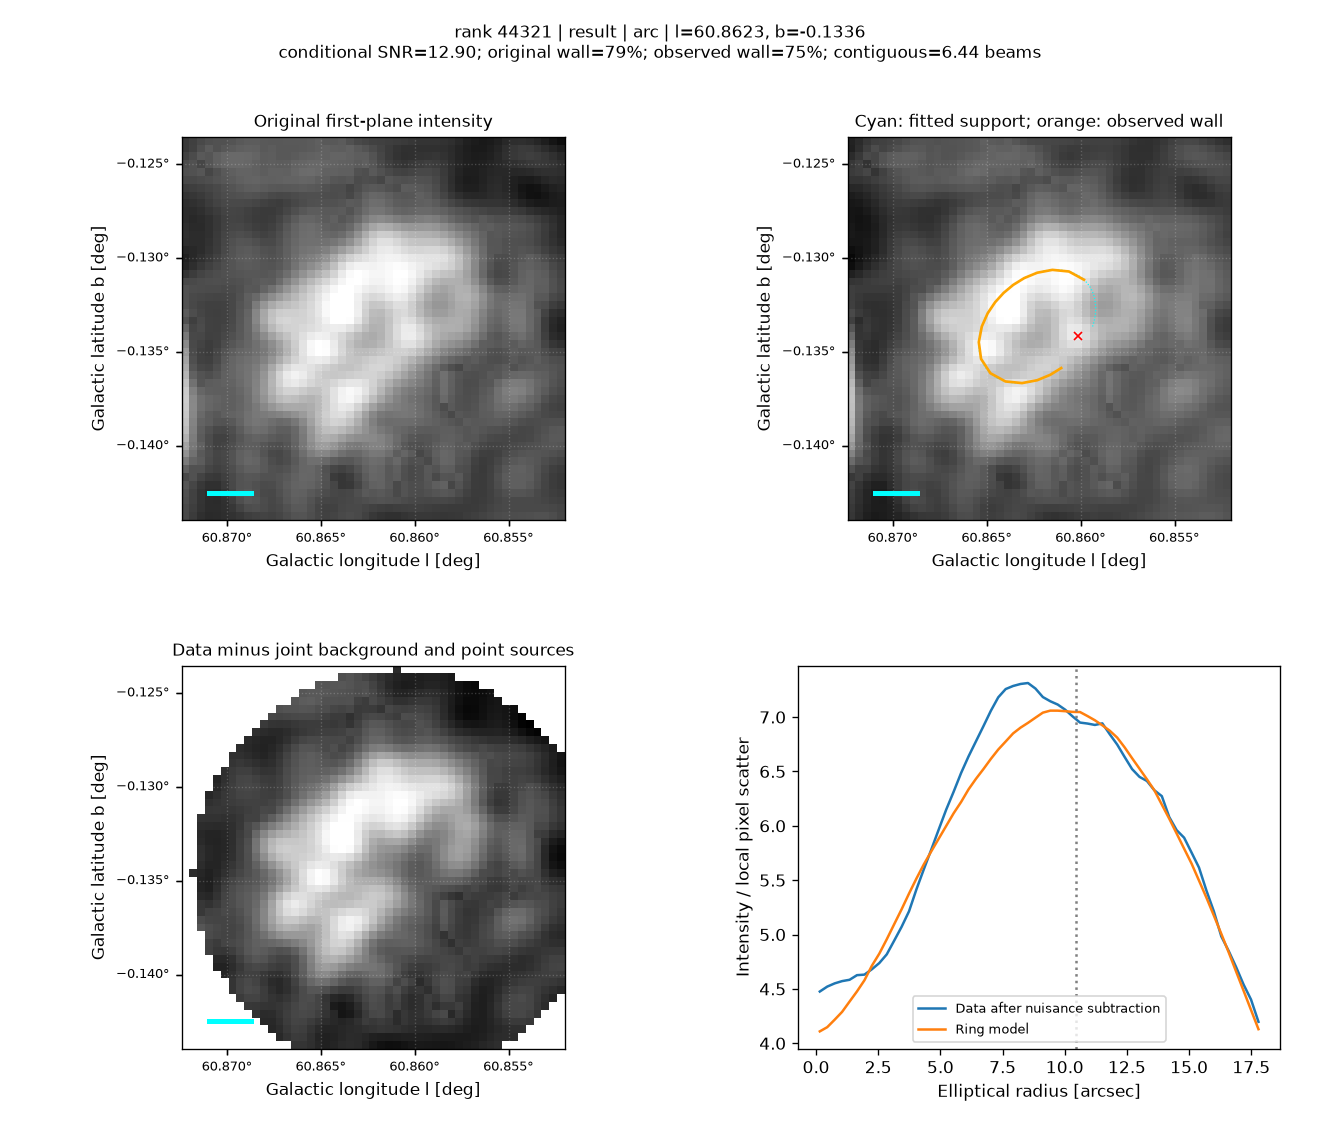 rank 44321 | result | arc | l=60.8623, b=-0.1336
conditional SNR=12.90; original wall=79%; observed wall=75%; contiguous=6.44 beams
Original first-plane intensity
−0.125°
−0.130°
−0.135°
−0.140°
Galactic latitude b [deg]
60.870° 60.865° 60.860° 60.855°
Galactic longitude l [deg]
Cyan: fitted support; orange: observed wall
−0.125°
−0.130°
−0.135°
−0.140°
Galactic latitude b [deg]
60.870° 60.865° 60.860° 60.855°
Galactic longitude l [deg]
Data minus joint background and point sources
−0.125°
−0.130°
−0.135°
−0.140°
Galactic latitude b [deg]
60.870° 60.865° 60.860° 60.855°
Galactic longitude l [deg]
7.0
6.5
6.0
5.5
5.0
4.5
4.0
Intensity / local pixel scatter
Data after nuisance subtraction
Ring model
0.0 2.5 5.0 7.5 10.0 12.5 15.0 17.5
Elliptical radius [arcsec]